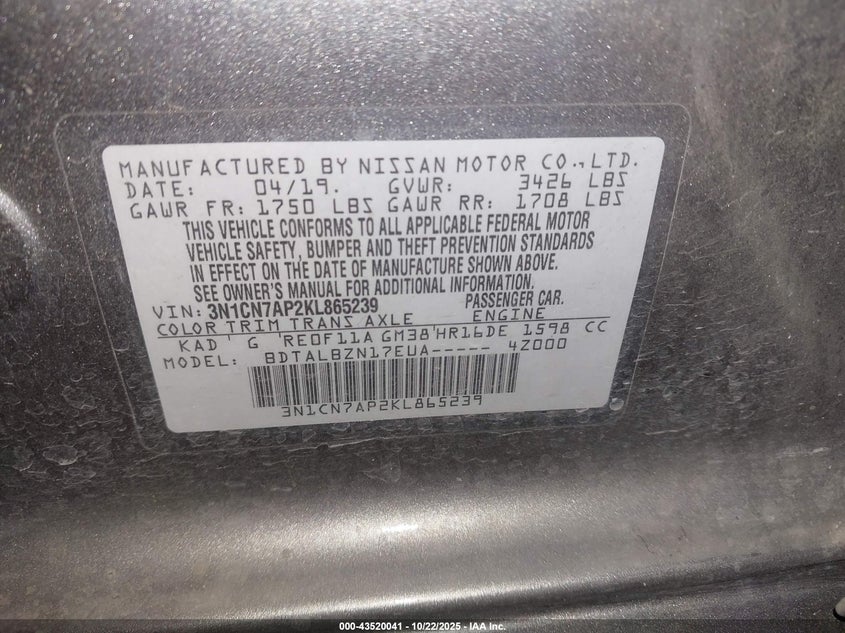 MANUFACTURED BY NISSAN MOTOR CO.,LTD.
DATE: 04/19. GVWR: 3426 LBS
GAWR FR: 1750 LBS GAWR RR: 1708 LBS
THIS VEHICLE CONFORMS TO ALL APPLICABLE FEDERAL MOTOR
VEHICLE SAFETY, BUMPER AND THEFT PREVENTION STANDARDS
IN EFFECT ON THE DATE OF MANUFACTURE SHOWN ABOVE.
SEE OWNER'S MANUAL FOR ADDITIONAL INFORMATION.
VIN: 3N1CN7AP2KL865239 PASSENGER CAR.
COLOR TRIM TRANS AXLE ENGINE
KAD ' G 'RE0F11A GM38'HR16DE 1598 CC
MODEL: BDTALBZN17EUA----- 4Z000
3N1CN7AP2KL865239
000-43520041 - 10/22/2025 - IAA Inc.